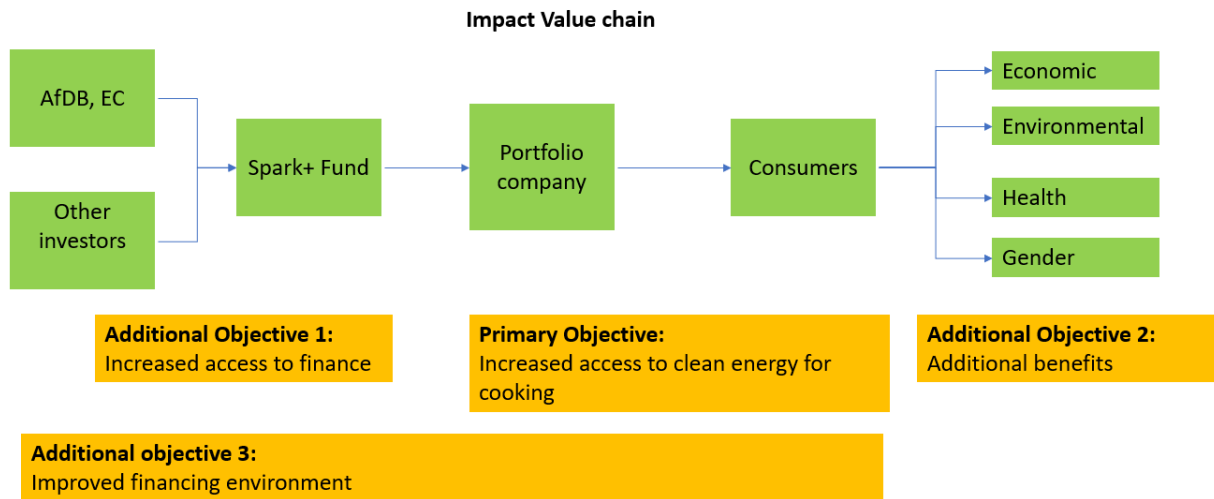 Impact Value chain
AfDB, EC
Other
investors
Spark+ Fund
Portfolio
company
Consumers
Economic
Environmental
Health
Gender
Additional Objective 1:
Increased access to finance
Primary Objective:
Increased access to clean energy for
cooking
Additional Objective 2:
Additional benefits
Additional objective 3:
Improved financing environment